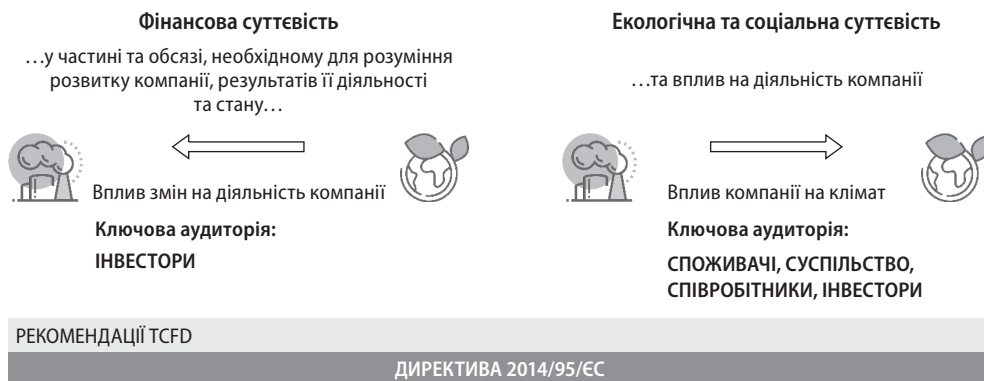 Фінансова суттєвість
…у частині та обсязі, необхідному для розуміння
розвитку компанії, результатів її діяльності
та стану…
Вплив змін на діяльність компанії
Ключова аудиторія:
ІНВЕСТОРИ
Екологічна та соціальна суттєвість
…та вплив на діяльність компанії
Вплив компанії на клімат
Ключова аудиторія:
СПОЖИВАЧІ, СУСПІЛЬСТВО,
СПІВРОБІТНИКИ, ІНВЕСТОРИ
РЕКОМЕНДАЦІЇ TCFD
ДИРЕКТИВА 2014/95/ЄС